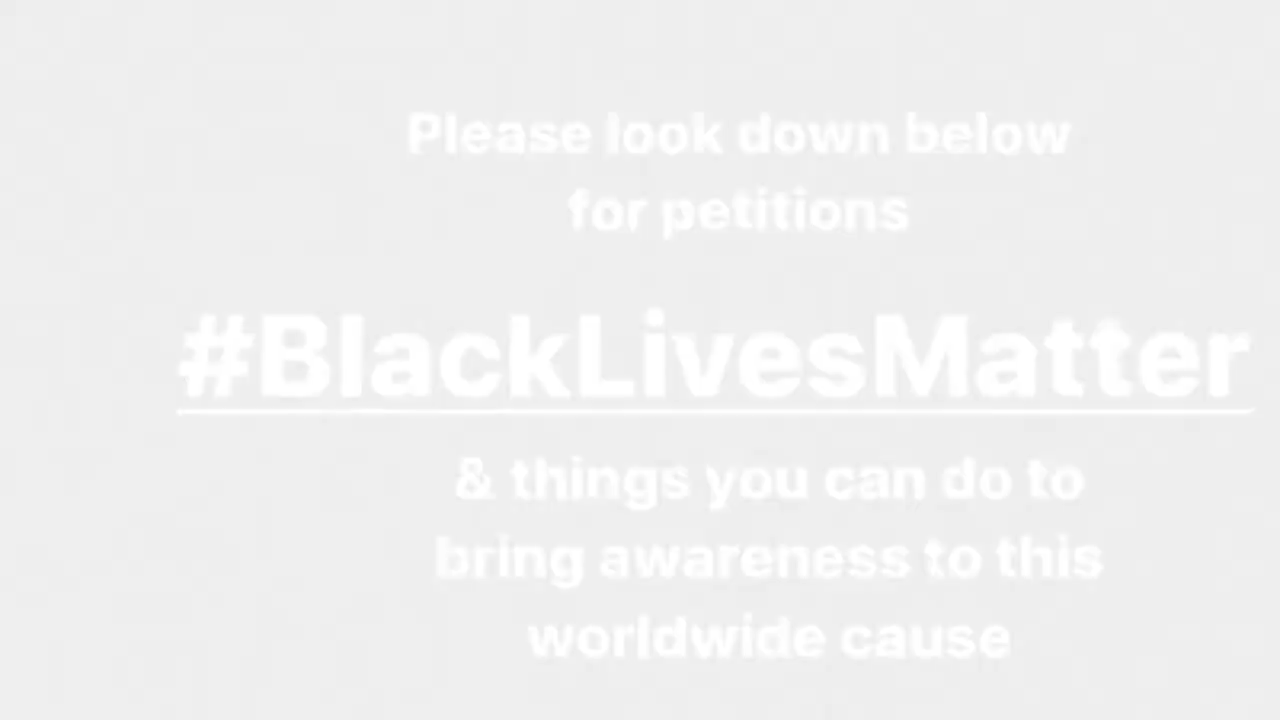 Please look down below
for petitions
#BlackLivesMatter
& things you can do to
bring awareness to this
worldwide cause